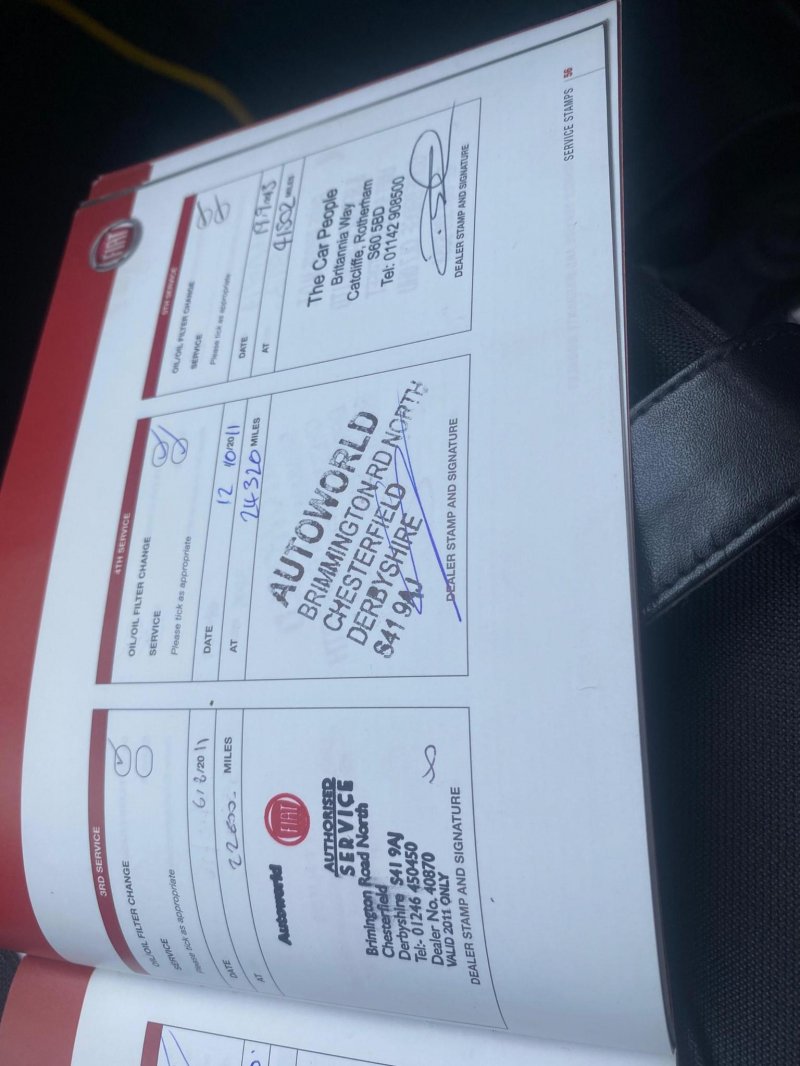 FIAT
3RD SERVICE
OIL/OIL FILTER CHANGE
SERVICE
Please tick as appropriate
DATE 6/2/2011
AT MILES
Autoworld
FIAT
AUTHORISED
SERVICE
Brimington Road North
Chesterfield
Derbyshire S41 9AJ
Tel:- 01246 450450
Dealer No. 40870
VALID 2011 ONLY
DEALER STAMP AND SIGNATURE
4TH SERVICE
OIL/OIL FILTER CHANGE
SERVICE
Please tick as appropriate
DATE 12 10/2011
AT 24320 MILES
AUTOWORLD
BRIMMINGTON RD NORTH
CHESTERFIELD
DERBYSHIRE
S41 9AJ
DEALER STAMP AND SIGNATURE
5TH SERVICE
OIL/OIL FILTER CHANGE
SERVICE
Please tick as appropriate
DATE
AT 41502 MILES
The Car People
Britannia Way
Catcliffe, Rotherham
S60 5BD
Tel: 01142 908500
DEALER STAMP AND SIGNATURE
SERVICE STAMPS | 56